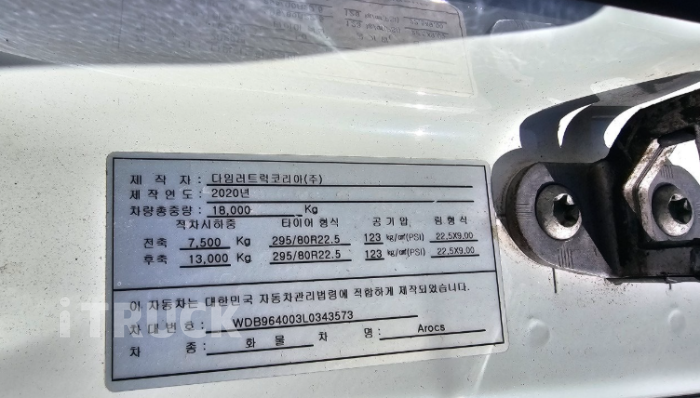 제 작 자 : 다임러트럭코리아(주)
제작연도 : 2020년
차량총중량 : 18,000 Kg
적차시하중 타이어 형식 공기압 림형식
전축 7,500 Kg 295/80R22.5 123 kg/㎠(PSI) 22.5X9.00
후축 13,000 Kg 295/80R22.5 123 kg/㎠(PSI) 22.5X9.00
이 자동차는 대한민국 자동차관리법령에 적합하게 제작되었음.
차대번호 : WDB964003L0343573
차 종 : 화 물 차 명 : Arocs
iTRUCK